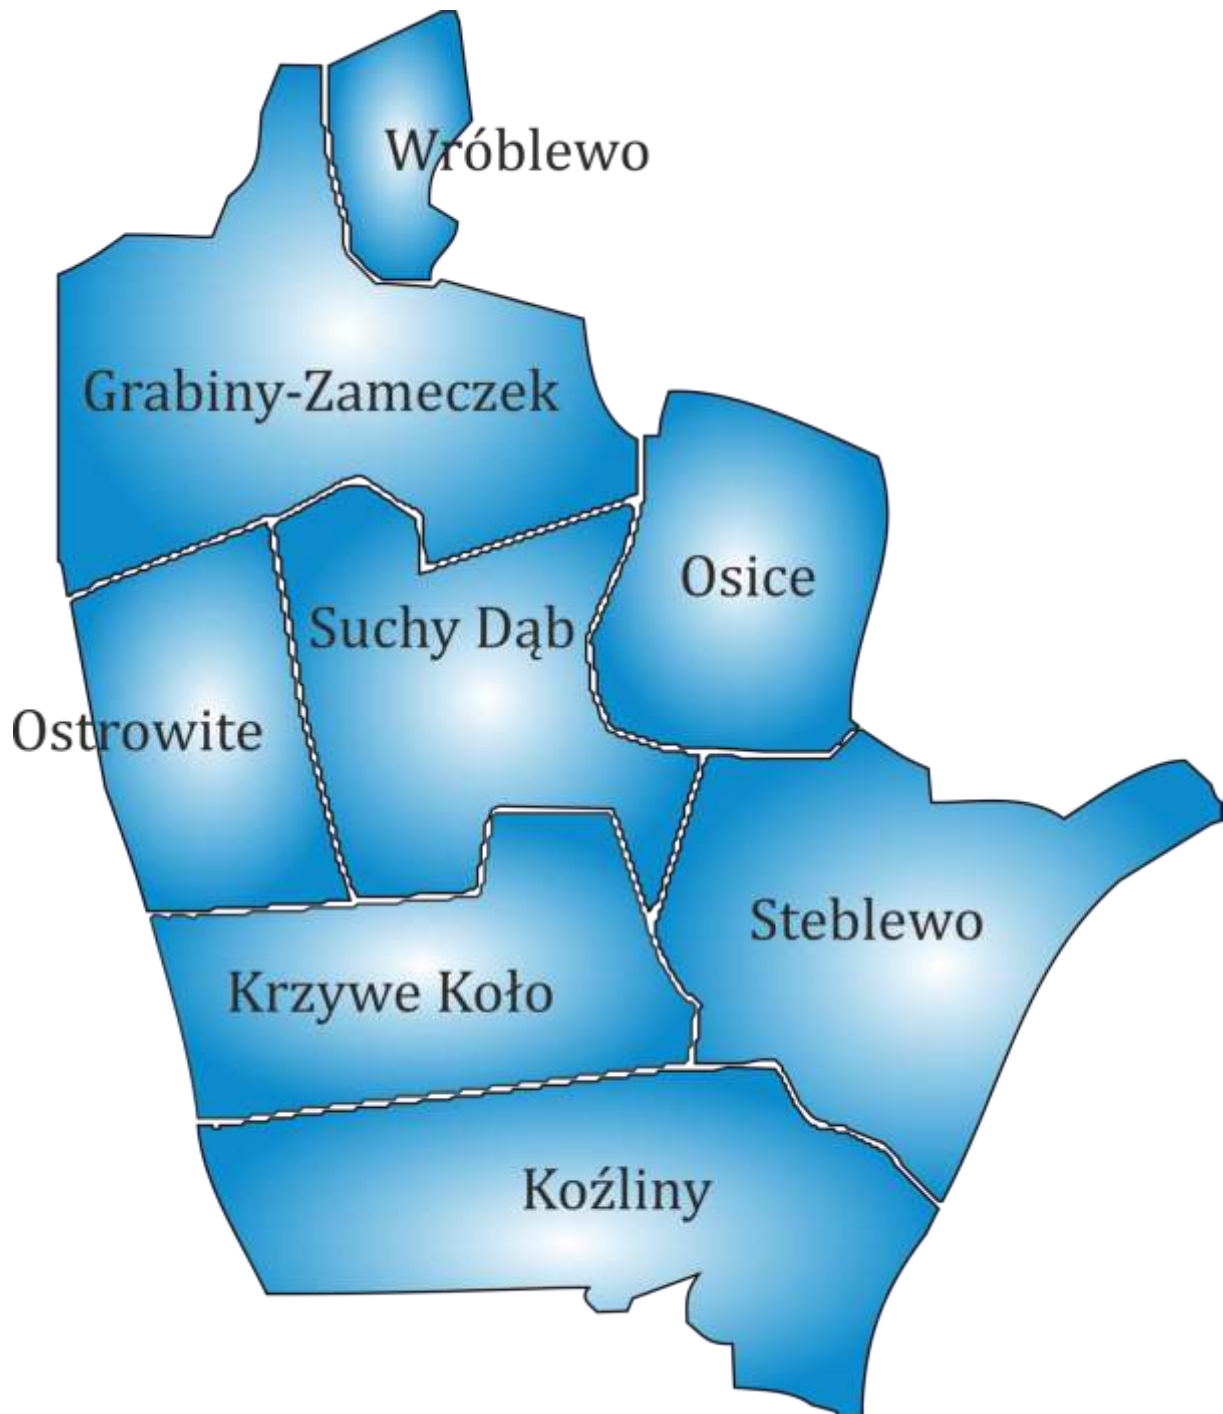 Wróblewo
Grabiny-Zameczek
Osice
Suchy Dąb
Ostrowite
Steblewo
Krzywe Koło
Koźliny